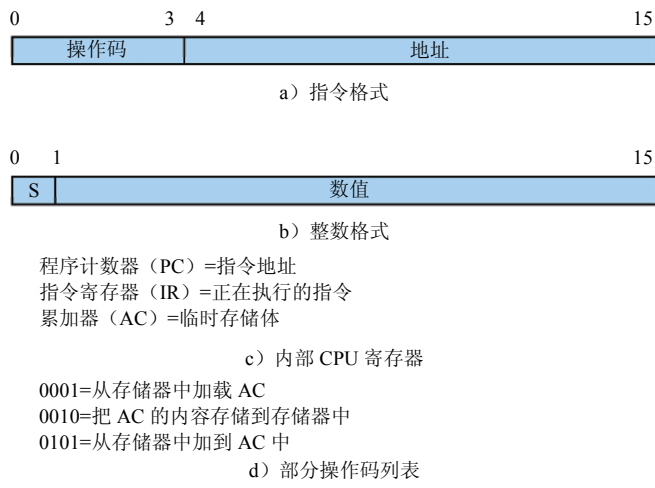 0 3 4 15
操作码 地址
a）指令格式
0 1 15
S 数值
b）整数格式
程序计数器（PC）=指令地址
指令寄存器（IR）=正在执行的指令
累加器（AC）=临时存储体
c）内部 CPU 寄存器
0001=从存储器中加载 AC
0010=把 AC 的内容存储到存储器中
0101=从存储器中加到 AC 中
d）部分操作码列表